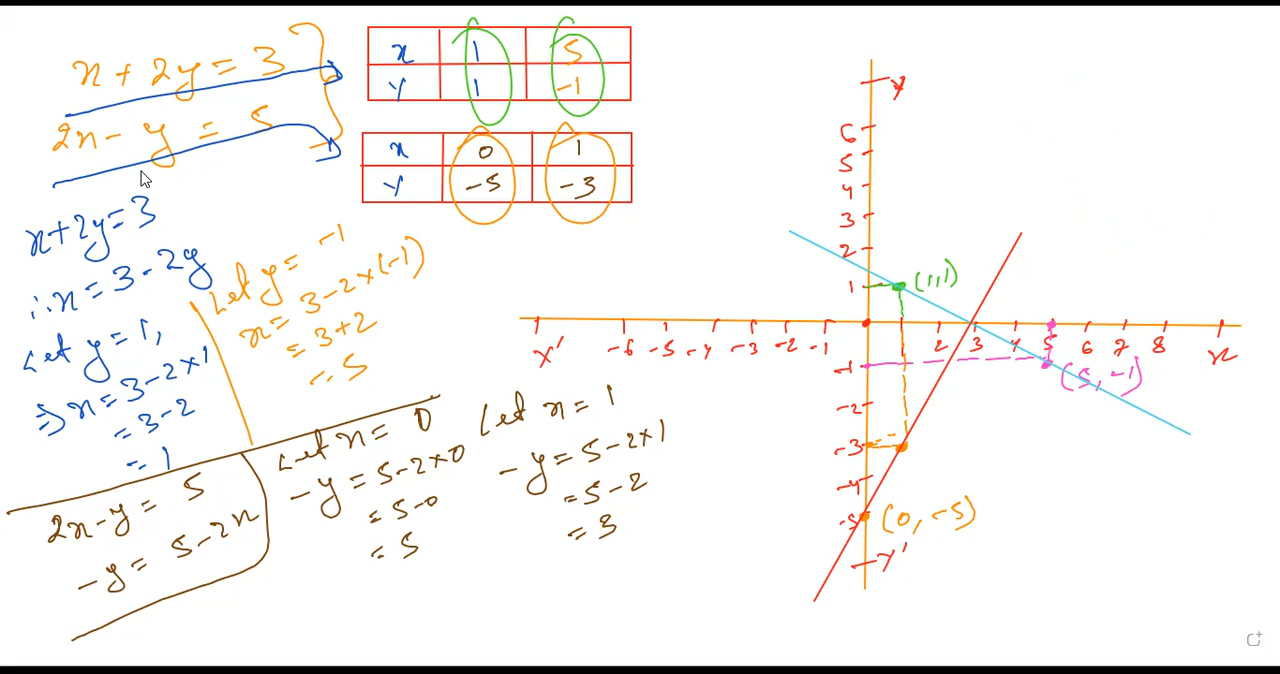 x + 2y = 3
2x - y = 5
x 1 5
y 1 -1
x 0 1
y -5 -3
x+2y=3
∴x = 3-2y
Let y = 1,
⇒ x = 3-2×1
= 3-2
= 1
Let y = -1
x = 3-2×(-1)
= 3+2
= 5
2x-y = 5
-y = 5-2x
Let x = 0
-y = 5-2×0
= 5-0
= 5
Let x = 1
-y = 5-2×1
= 5-2
= 3
Y
6
5
4
3
2
1
(1,1)
X' -6 -5 -4 -3 -2 -1 2 3 4 5 6 7 8 x
-1
(5, -1)
-2
-3
-4
-5 (0, -5)
Y'